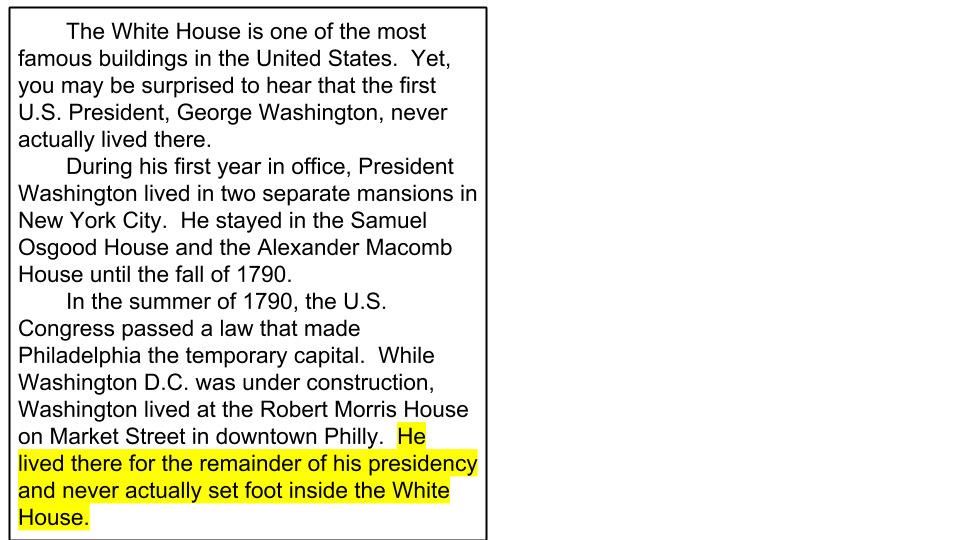 The White House is one of the most
famous buildings in the United States.  Yet,
you may be surprised to hear that the first
U.S. President, George Washington, never
actually lived there.
During his first year in office, President
Washington lived in two separate mansions in
New York City.  He stayed in the Samuel
Osgood House and the Alexander Macomb
House until the fall of 1790.
In the summer of 1790, the U.S.
Congress passed a law that made
Philadelphia the temporary capital.  While
Washington D.C. was under construction,
Washington lived at the Robert Morris House
on Market Street in downtown Philly.  He
lived there for the remainder of his presidency
and never actually set foot inside the White
House.